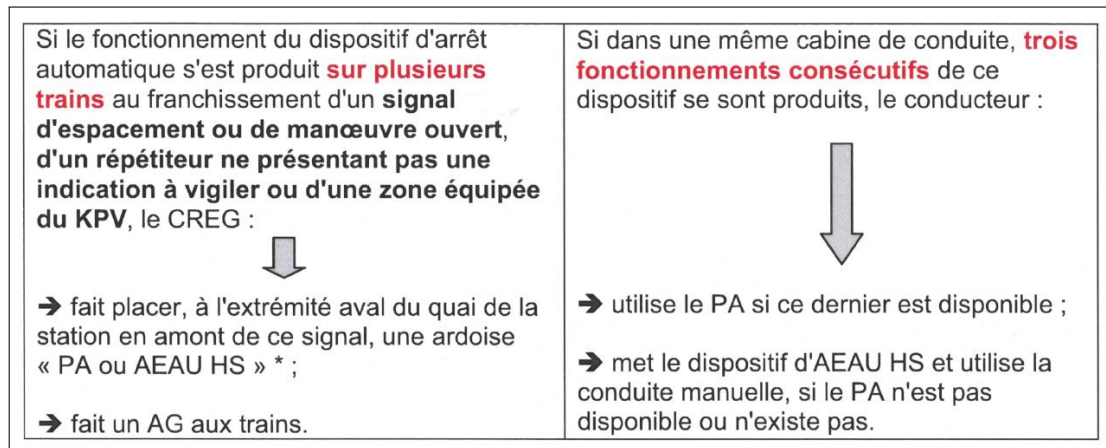 Si le fonctionnement du dispositif d'arrêt
automatique s'est produit sur plusieurs
trains au franchissement d'un signal
d'espacement ou de manœuvre ouvert,
d'un répétiteur ne présentant pas une
indication à vigiler ou d'une zone équipée
du KPV, le CREG :
➔ fait placer, à l'extrémité aval du quai de la
station en amont de ce signal, une ardoise
« PA ou AEAU HS » * ;
➔ fait un AG aux trains.
Si dans une même cabine de conduite, trois
fonctionnements consécutifs de ce
dispositif se sont produits, le conducteur :
➔ utilise le PA si ce dernier est disponible ;
➔ met le dispositif d'AEAU HS et utilise la
conduite manuelle, si le PA n'est pas
disponible ou n'existe pas.